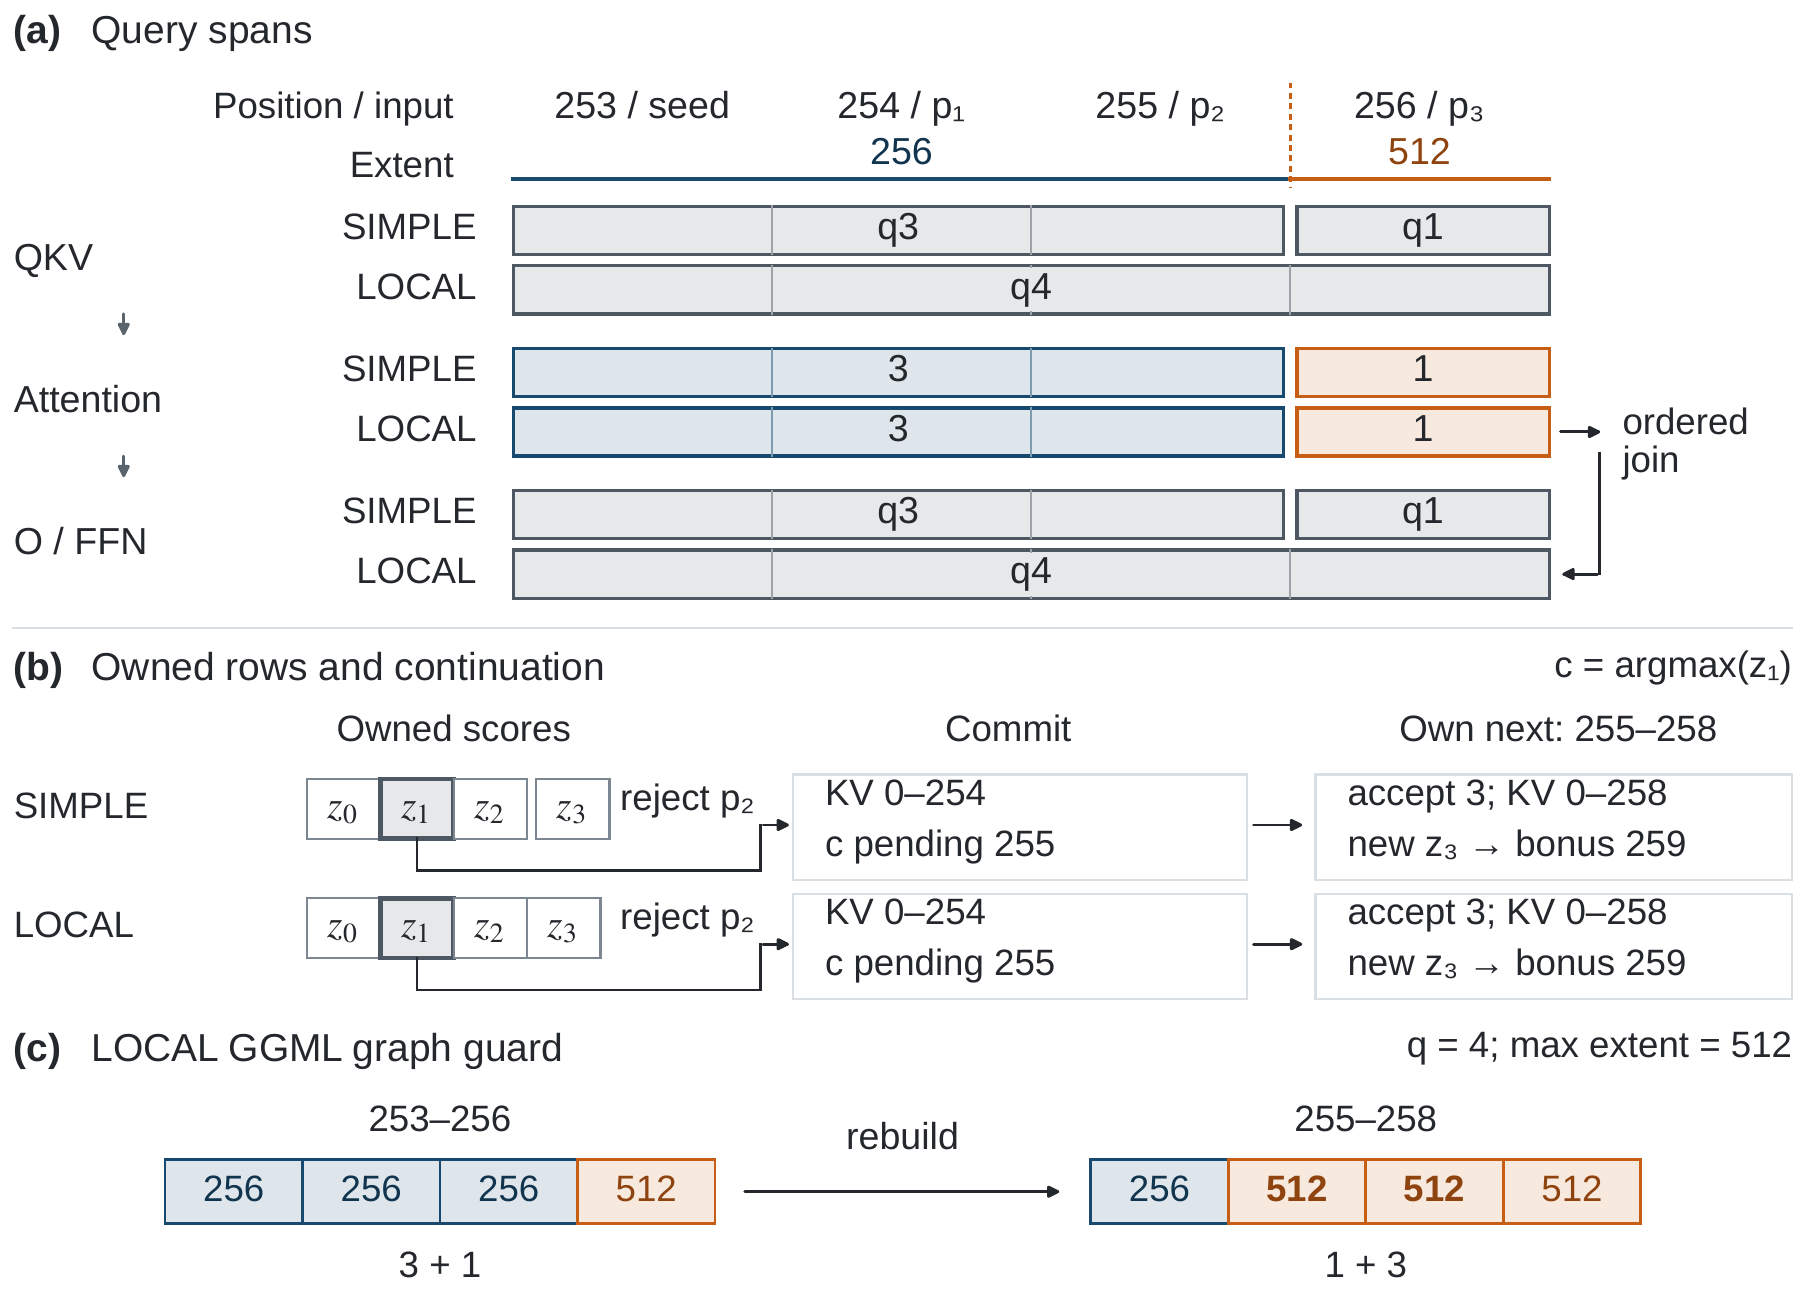 (a) Query spans
Position / input 253 / seed 254 / p₁ 255 / p₂ 256 / p₃
Extent 256 512
QKV
SIMPLE q3 q1
LOCAL q4
Attention
SIMPLE 3 1
LOCAL 3 1
ordered
join
O / FFN
SIMPLE q3 q1
LOCAL q4
(b) Owned rows and continuation c = argmax(z₁)
Owned scores Commit Own next: 255–258
SIMPLE z₀ z₁ z₂ z₃ reject p₂
KV 0–254
c pending 255
accept 3; KV 0–258
new z₃ → bonus 259
LOCAL z₀ z₁ z₂ z₃ reject p₂
KV 0–254
c pending 255
accept 3; KV 0–258
new z₃ → bonus 259
(c) LOCAL GGML graph guard q = 4; max extent = 512
253–256 rebuild 255–258
256 256 256 512 256 512 512 512
3 + 1 1 + 3